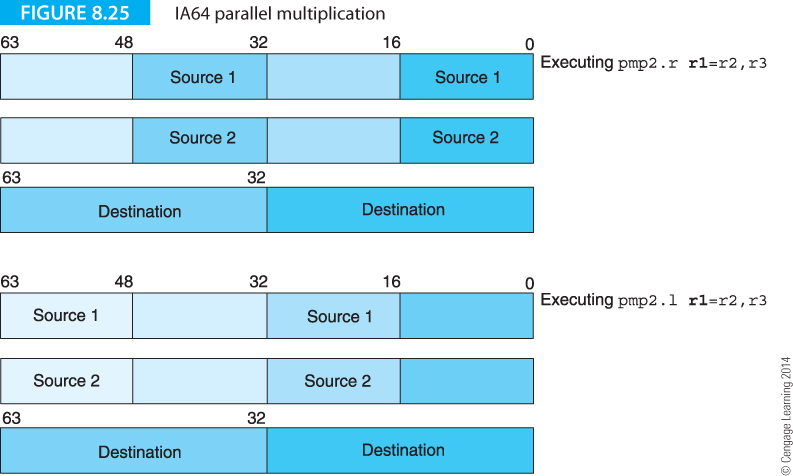 FIGURE 8.25 IA64 parallel multiplication
63 48 32 16 0
Source 1 Source 1 Executing pmp2.r r1=r2,r3
Source 2 Source 2
63 32
Destination Destination
63 48 32 16 0
Source 1 Source 1 Executing pmp2.l r1=r2,r3
Source 2 Source 2
63 32
Destination Destination
© Cengage Learning 2014